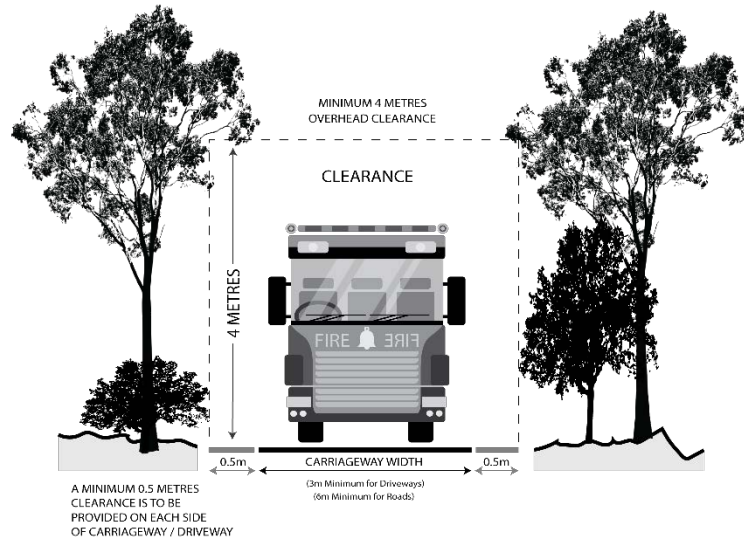 MINIMUM 4 METRES
OVERHEAD CLEARANCE
CLEARANCE
4 METRES
FIRE FIRE
0.5m
CARRIAGEWAY WIDTH
0.5m
(3m Minimum for Driveways)
(6m Minimum for Roads)
A MINIMUM 0.5 METRES
CLEARANCE IS TO BE
PROVIDED ON EACH SIDE
OF CARRIAGEWAY / DRIVEWAY